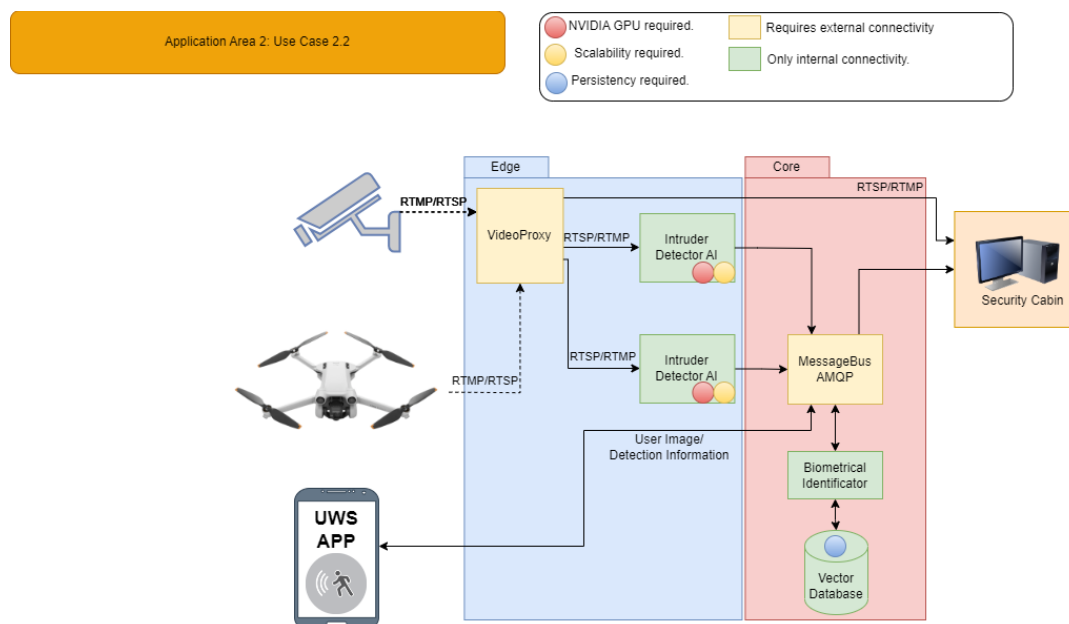 Application Area 2: Use Case 2.2
NVIDIA GPU required.
Scalability required.
Persistency required.
Requires external connectivity
Only internal connectivity.
Edge
Core
RTMP/RTSP
VideoProxy
RTSP/RTMP
RTSP/RTMP
Intruder
Detector AI
Security Cabin
RTMP/RTSP
RTSP/RTMP
Intruder
Detector AI
MessageBus
AMQP
User Image/
Detection Information
Biometrical
Identificator
UWS
APP
Vector
Database